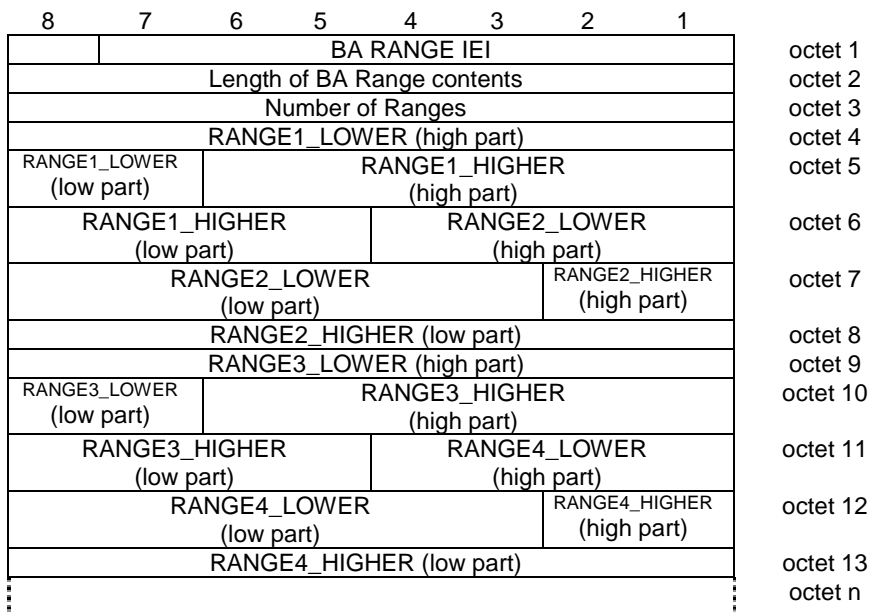 8 7 6 5 4 3 2 1
BA RANGE IEI octet 1
Length of BA Range contents octet 2
Number of Ranges octet 3
RANGE1_LOWER (high part) octet 4
RANGE1_LOWER RANGE1_HIGHER octet 5
(low part) (high part)
RANGE1_HIGHER RANGE2_LOWER octet 6
(low part) (high part)
RANGE2_LOWER RANGE2_HIGHER octet 7
(low part) (high part)
RANGE2_HIGHER (low part) octet 8
RANGE3_LOWER (high part) octet 9
RANGE3_LOWER RANGE3_HIGHER octet 10
(low part) (high part)
RANGE3_HIGHER RANGE4_LOWER octet 11
(low part) (high part)
RANGE4_LOWER RANGE4_HIGHER octet 12
(low part) (high part)
RANGE4_HIGHER (low part) octet 13
octet n